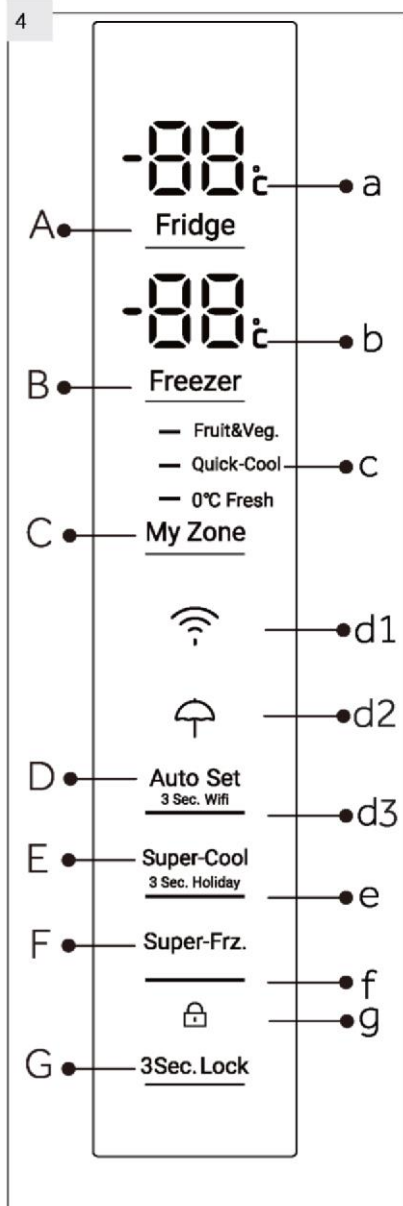 4
-88°C
a
A
Fridge
-88°C
b
B
Freezer
Fruit&Veg.
Quick-Cool
c
0°C Fresh
C
My Zone
d1
d2
D
Auto Set
3 Sec. Wifi
d3
E
Super-Cool
3 Sec. Holiday
e
F
Super-Frz.
f
g
G
3Sec.Lock